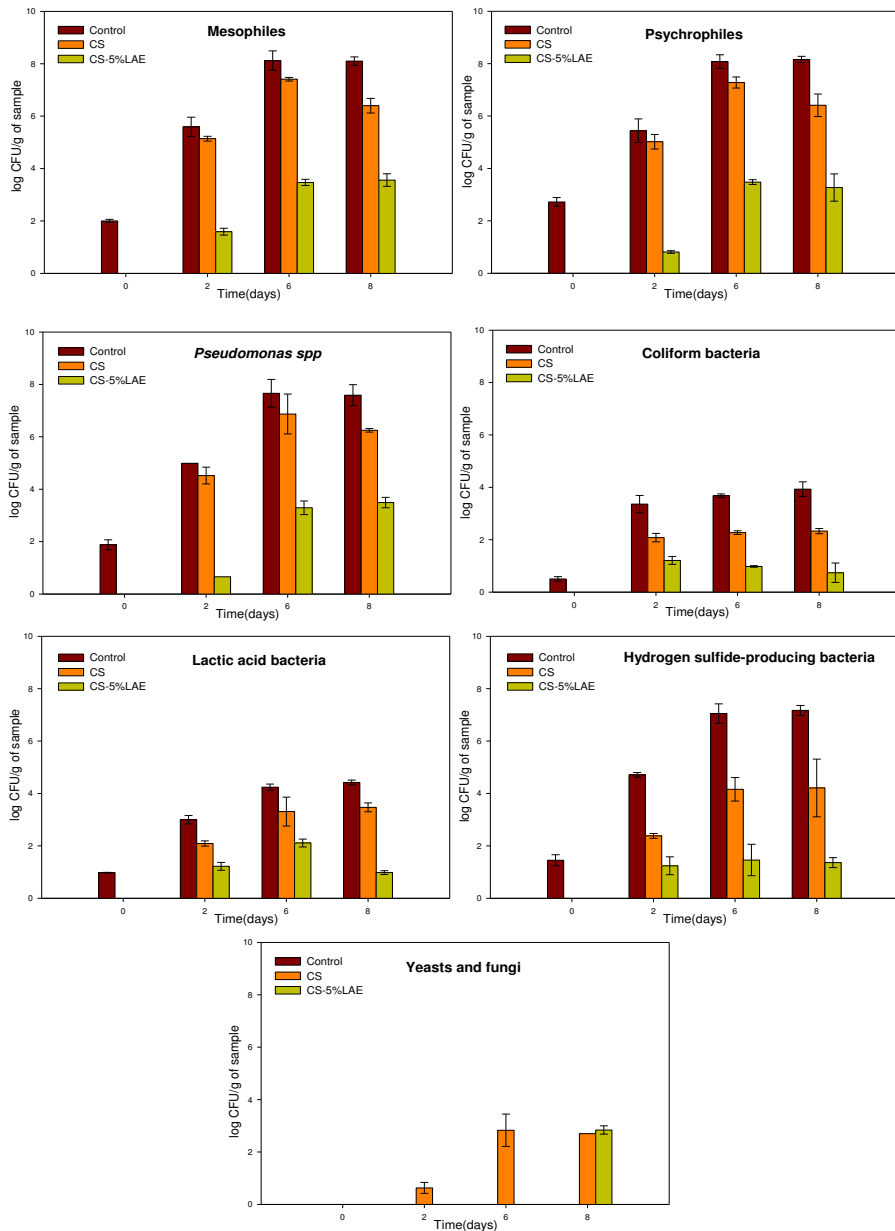 Mesophiles
Control
CS
CS-5%LAE
log CFU/g of sample
10
8
6
4
2
0
0 2 6 8
Time(days)
Psychrophiles
Control
CS
CS-5%LAE
log CFU/g of sample
10
8
6
4
2
0
0 2 6 8
Time(days)
Pseudomonas spp
Control
CS
CS-5%LAE
log CFU/g of sample
10
8
6
4
2
0
0 2 6 8
Time(days)
Coliform bacteria
Control
CS
CS-5%LAE
log CFU/g of sample
10
8
6
4
2
0
0 2 6 8
Time(days)
Lactic acid bacteria
Control
CS
CS-5%LAE
log CFU/g of sample
10
8
6
4
2
0
0 2 6 8
Time(days)
Hydrogen sulfide-producing bacteria
Control
CS
CS-5%LAE
log CFU/g of sample
10
8
6
4
2
0
0 2 6 8
Time(days)
Yeasts and fungi
Control
CS
CS-5%LAE
log CFU/g of sample
10
8
6
4
2
0
0 2 6 8
Time(days)